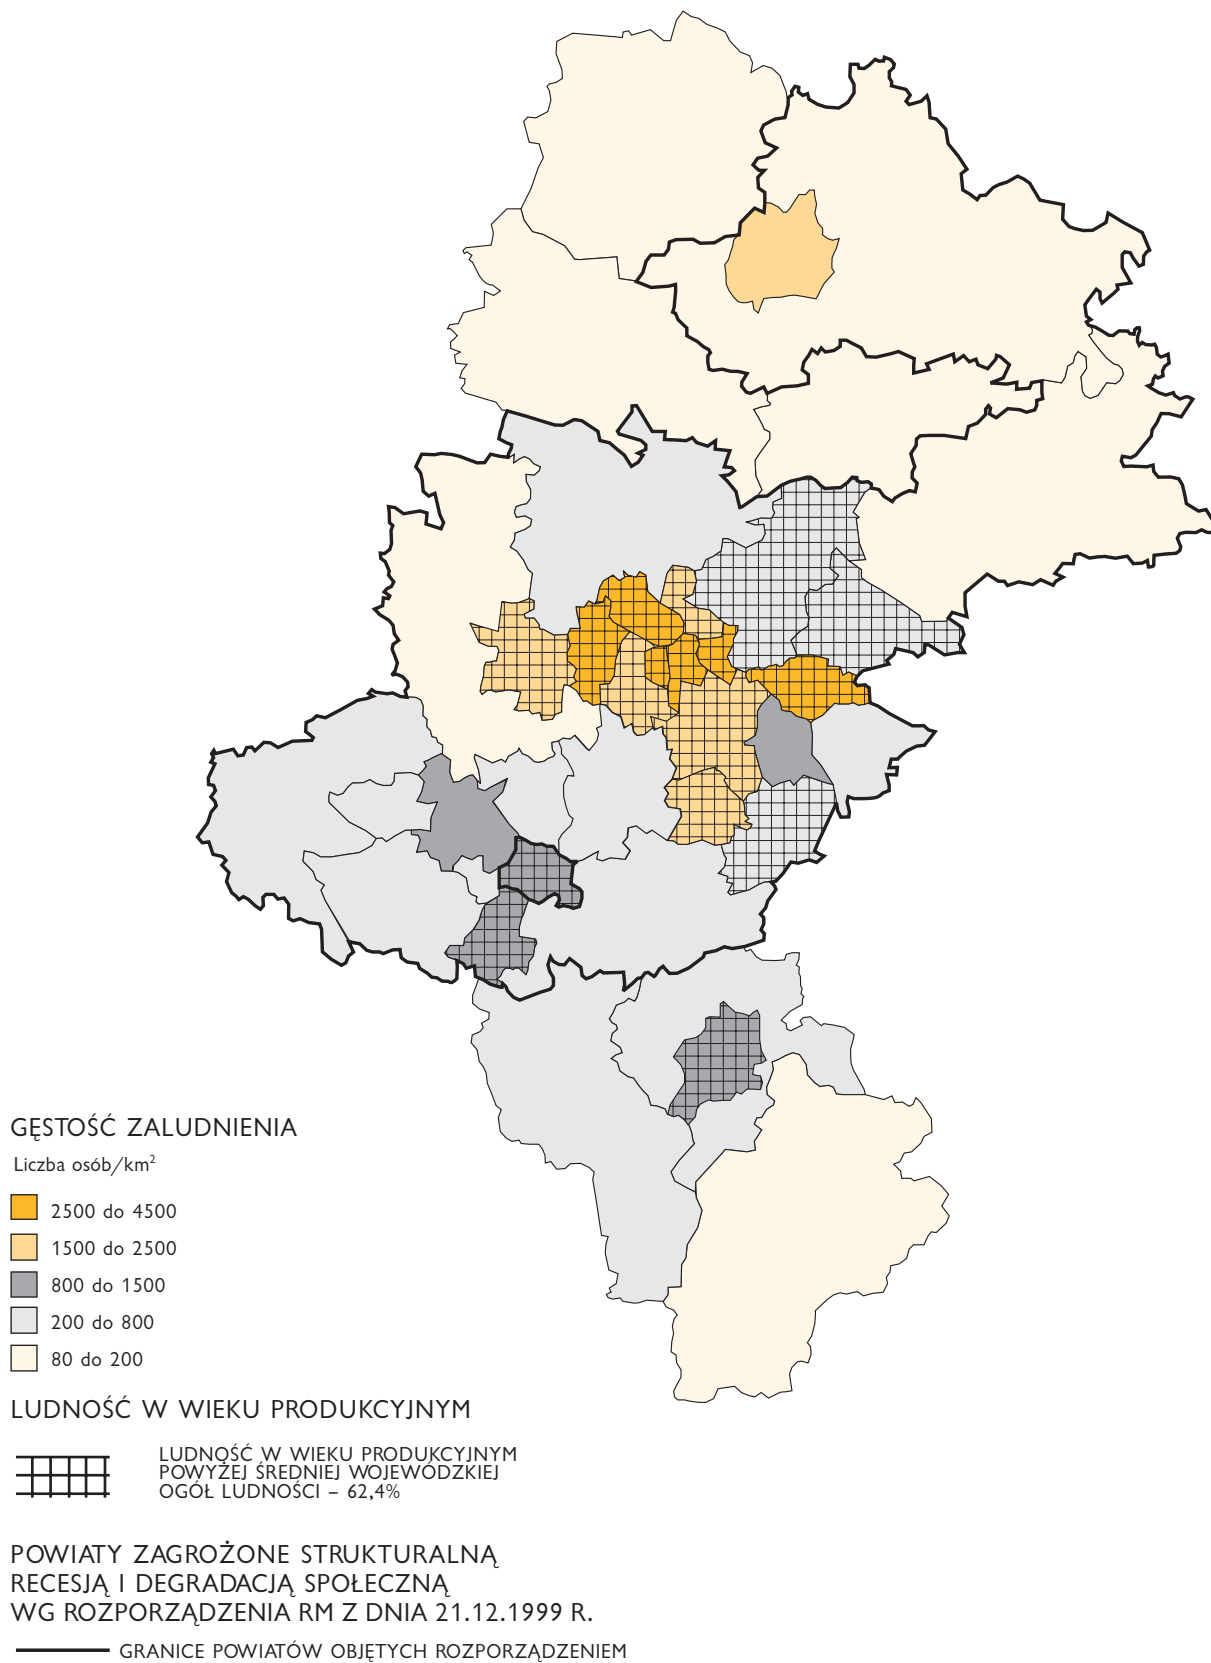 GĘSTOŚĆ ZALUDNIENIA
Liczba osób/km²
2500 do 4500
1500 do 2500
800 do 1500
200 do 800
80 do 200
LUDNOŚĆ W WIEKU PRODUKCYJNYM
LUDNOŚĆ W WIEKU PRODUKCYJNYM
POWYŻEJ ŚREDNIEJ WOJEWÓDZKIEJ
OGÓŁ LUDNOŚCI – 62,4%
POWIATY ZAGROŻONE STRUKTURALNĄ
RECESJĄ I DEGRADACJĄ SPOŁECZNĄ
WG ROZPORZĄDZENIA RM Z DNIA 21.12.1999 R.
GRANICE POWIATÓW OBJĘTYCH ROZPORZĄDZENIEM